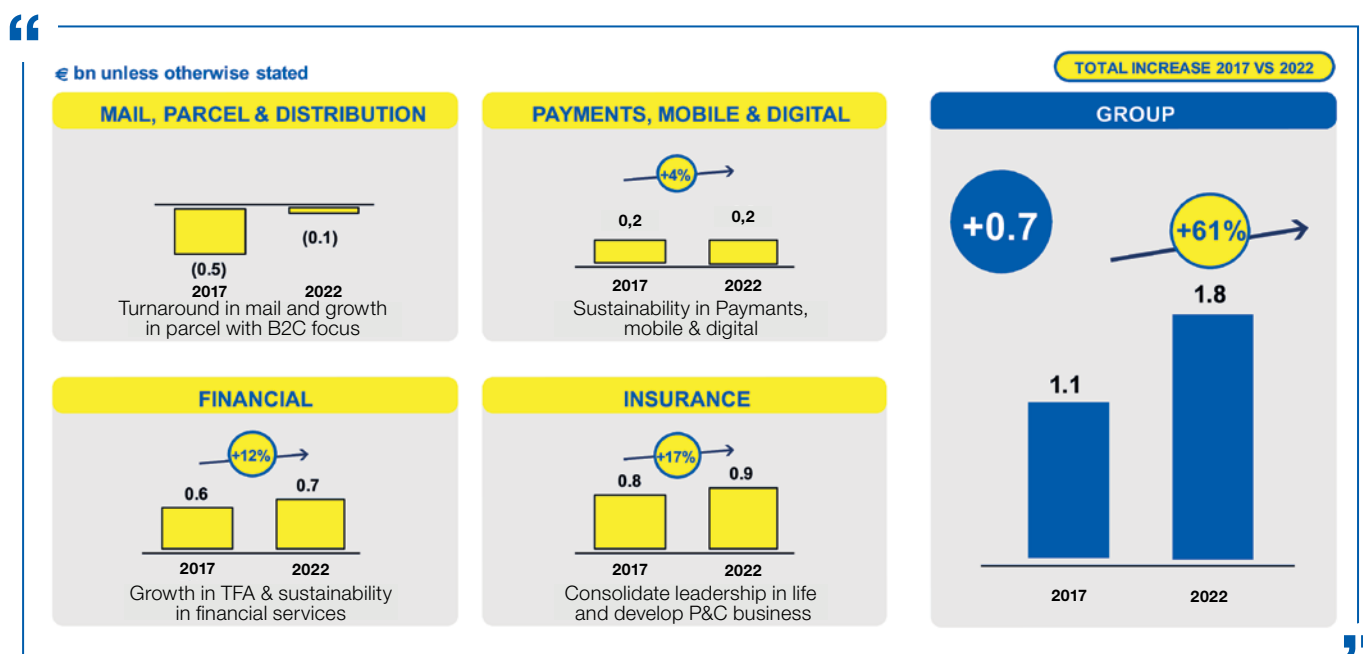 “
€ bn unless otherwise stated
TOTAL INCREASE 2017 VS 2022
MAIL, PARCEL & DISTRIBUTION
(0.5)
(0.1)
2017 2022
Turnaround in mail and growth
in parcel with B2C focus
PAYMENTS, MOBILE & DIGITAL
+4%
0,2 0,2
2017 2022
Sustainability in Paymants,
mobile & digital
FINANCIAL
+12%
0.6 0.7
2017 2022
Growth in TFA & sustainability
in financial services
INSURANCE
+17%
0.8 0.9
2017 2022
Consolidate leadership in life
and develop P&C business
GROUP
+0.7
+61%
1.1 1.8
2017 2022
”